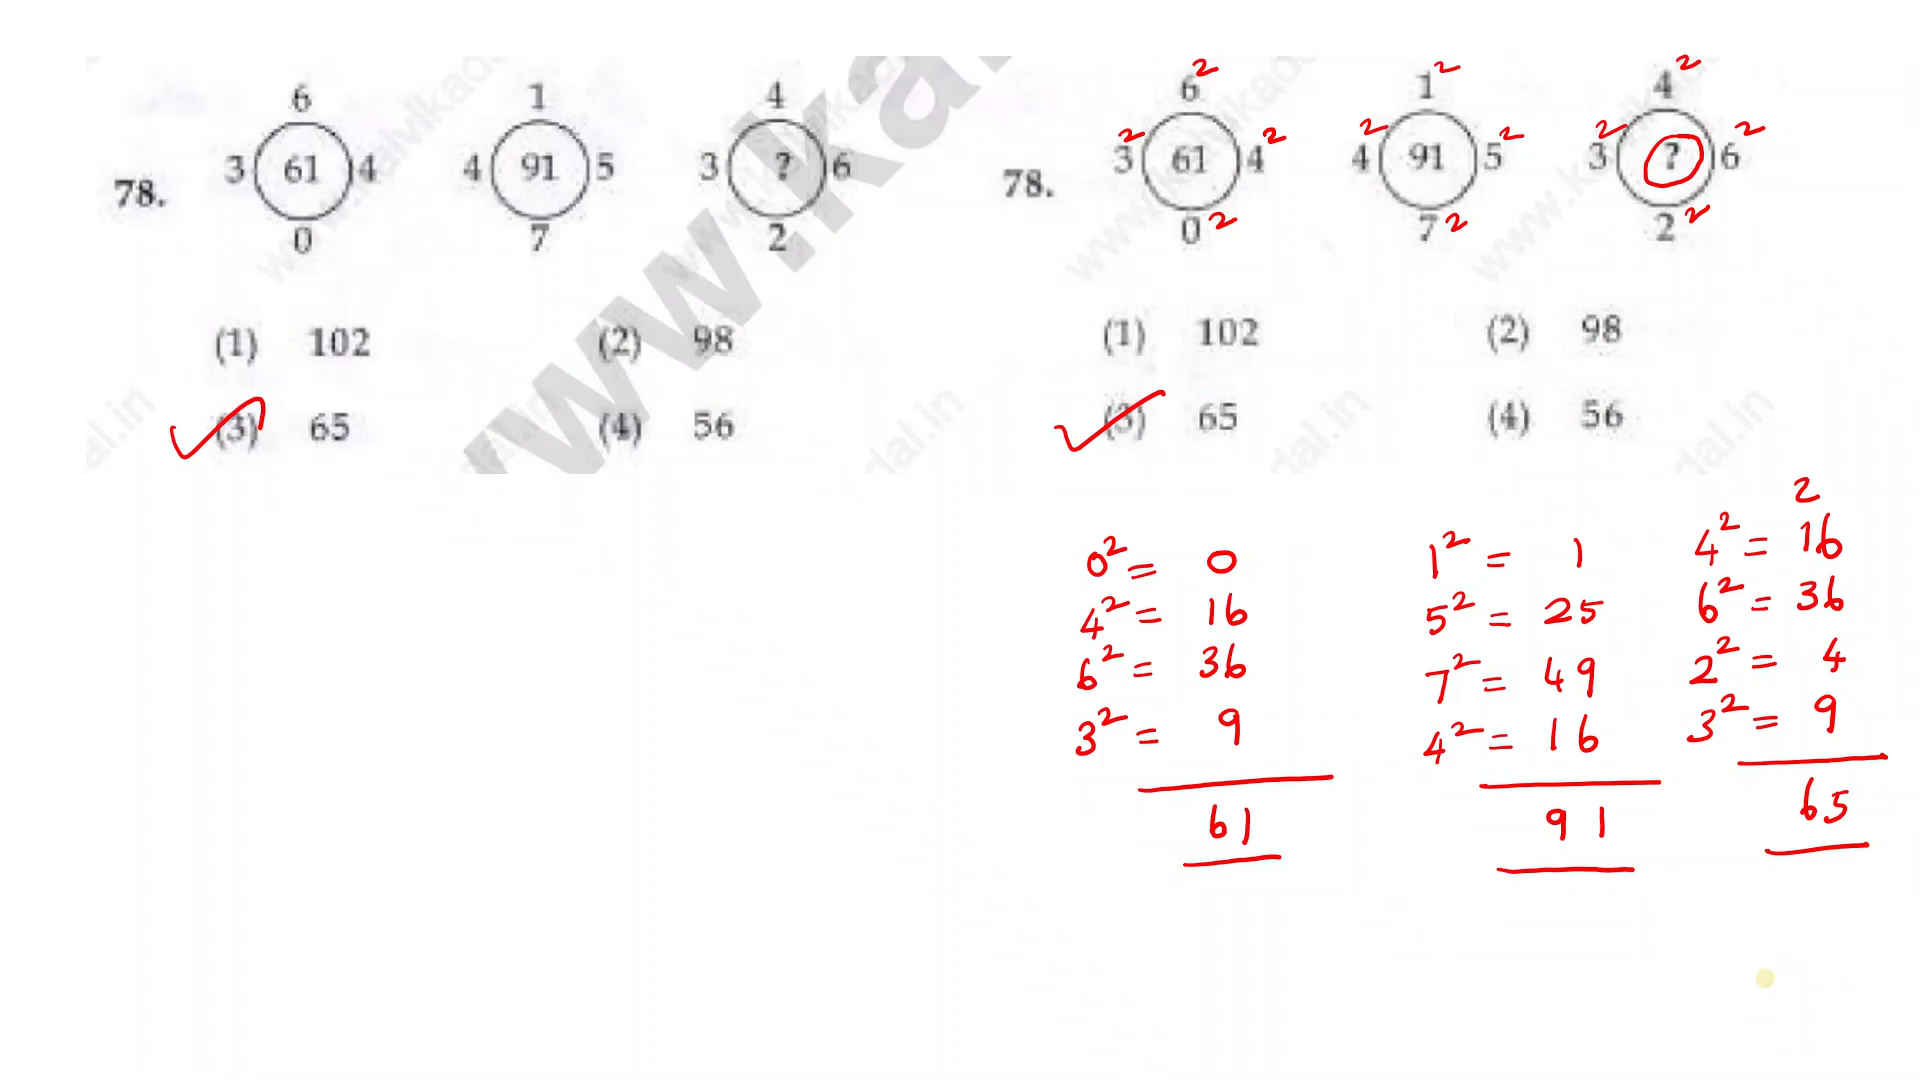 78.
6
3 61 4
0
1
4 91 5
7
4
3 ? 6
2
(1) 102 (2) 98
(3) 65 (4) 56
78.
6²
3² 61 4²
0²
1²
4² 91 5²
7²
4²
3² ? 6²
2²
(1) 102 (2) 98
(3) 65 (4) 56
0² = 0
4² = 16
6² = 36
3² = 9
61
1² = 1
5² = 25
7² = 49
4² = 16
91
2
4² = 16
6² = 36
2² = 4
3² = 9
65